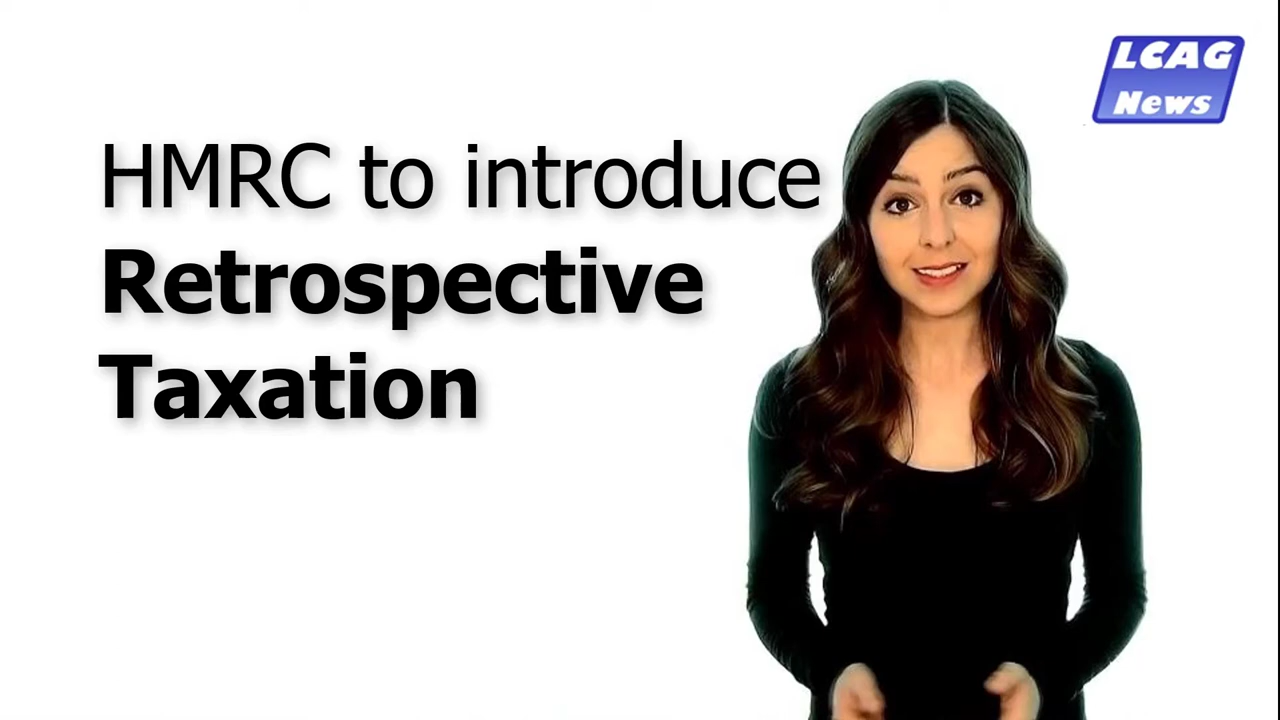 HMRC to introduce
Retrospective
Taxation
LCAG
News